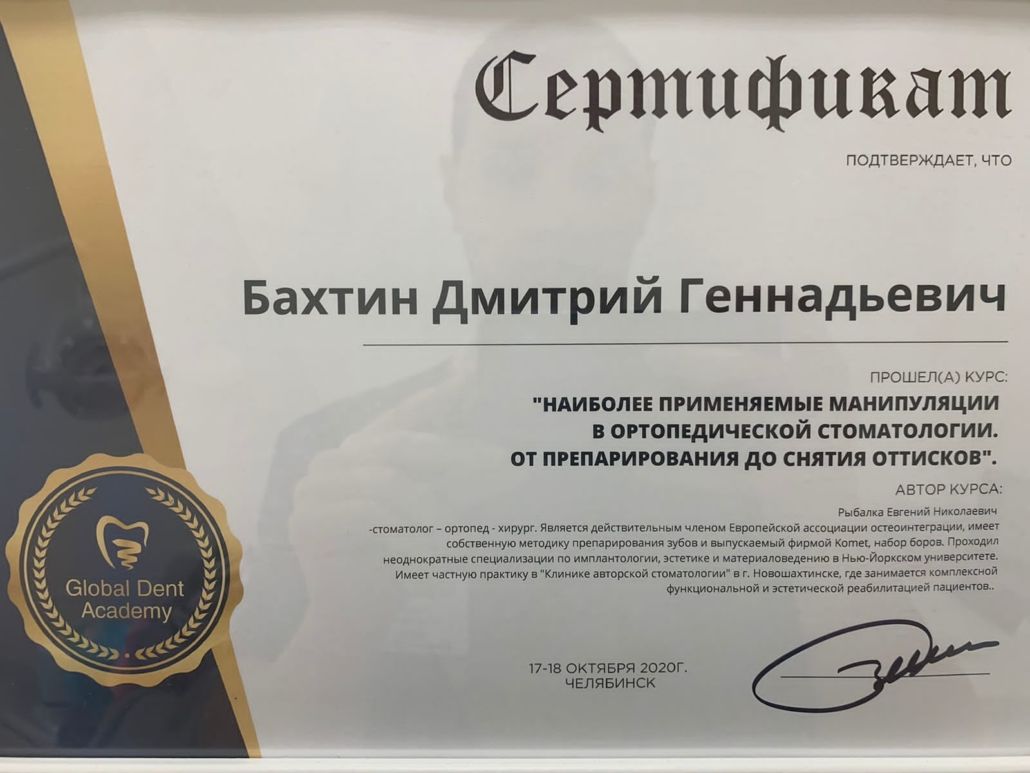 Сертификат
ПОДТВЕРЖДАЕТ, ЧТО
Бахтин Дмитрий Геннадьевич
ПРОШЕЛ(А) КУРС:
"НАИБОЛЕЕ ПРИМЕНЯЕМЫЕ МАНИПУЛЯЦИИ
В ОРТОПЕДИЧЕСКОЙ СТОМАТОЛОГИИ.
ОТ ПРЕПАРИРОВАНИЯ ДО СНЯТИЯ ОТТИСКОВ".
АВТОР КУРСА:
Рыбалка Евгений Николаевич
-стоматолог – ортопед - хирург. Является действительным членом Европейской ассоциации остеоинтеграции, имеет
собственную методику препарирования зубов и выпускаемый фирмой Komet, набор боров. Проходил
неоднократные специализации по имплантологии, эстетике и материаловедению в Нью-Йоркском университете.
Имеет частную практику в "Клинике авторской стоматологии" в г. Новошахтинске, где занимается комплексной
функциональной и эстетической реабилитацией пациентов..
Global Dent
Academy
17-18 ОКТЯБРЯ 2020Г.
ЧЕЛЯБИНСК